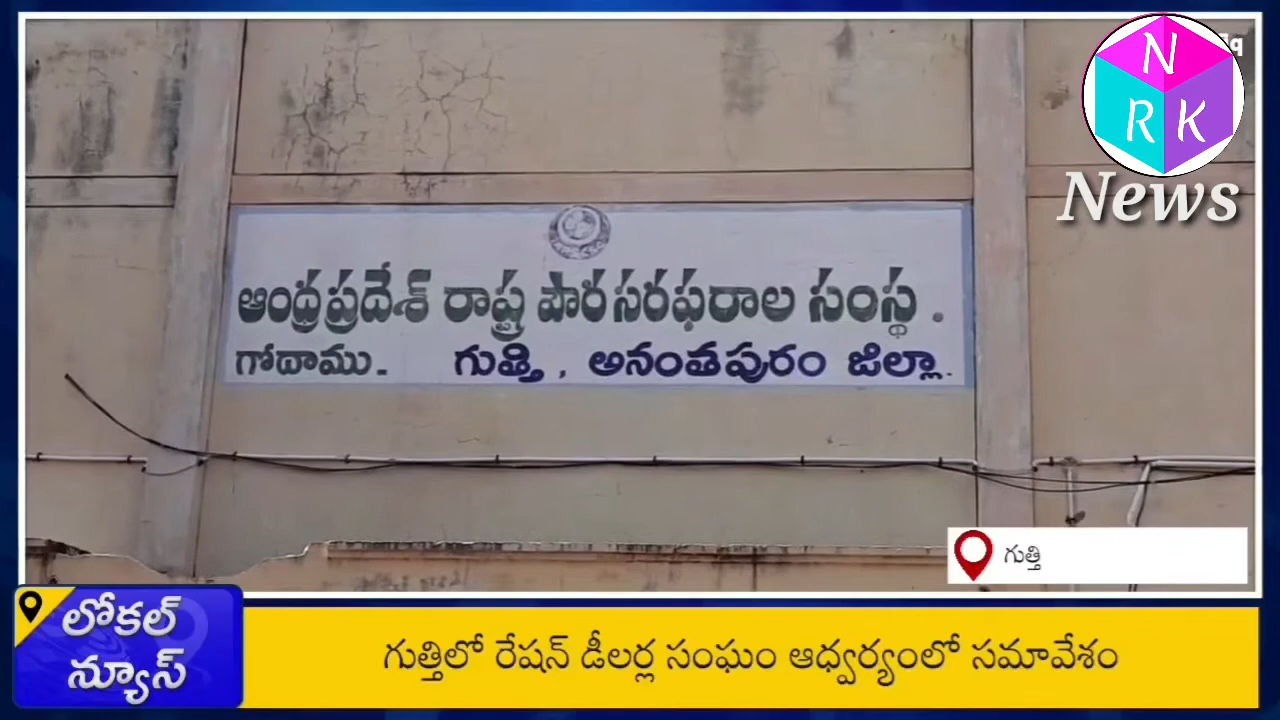 N
R K
News
ఆంధ్రప్రదేశ్ రాష్ట్ర పౌర సరఫరాల సంస్థ .
గోదాము. గుత్తి , అనంతపురం జిల్లా.
గుత్తి
లోకల్
న్యూస్
గుత్తిలో రేషన్ డీలర్ల సంఘం ఆధ్వర్యంలో సమావేశం